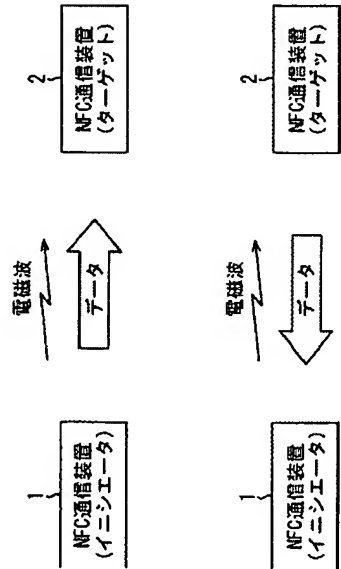 1
NFC通信装置
(イニシエータ)
電磁波
データ
2
NFC通信装置
(ターゲット)
1
NFC通信装置
(イニシエータ)
電磁波
データ
2
NFC通信装置
(ターゲット)